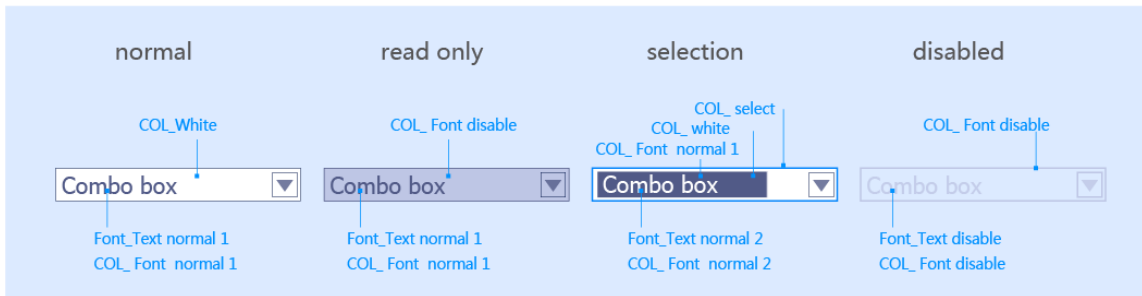 normal
read only
selection
disabled
COL_White
COL_ Font disable
COL_ select
COL_ white
COL_ Font normal 1
COL_ Font disable
Combo box
Combo box
Combo box
Combo box
Font_Text normal 1
COL_ Font normal 1
Font_Text normal 1
COL_ Font normal 1
Font_Text normal 2
COL_ Font normal 2
Font_Text disable
COL_ Font disable